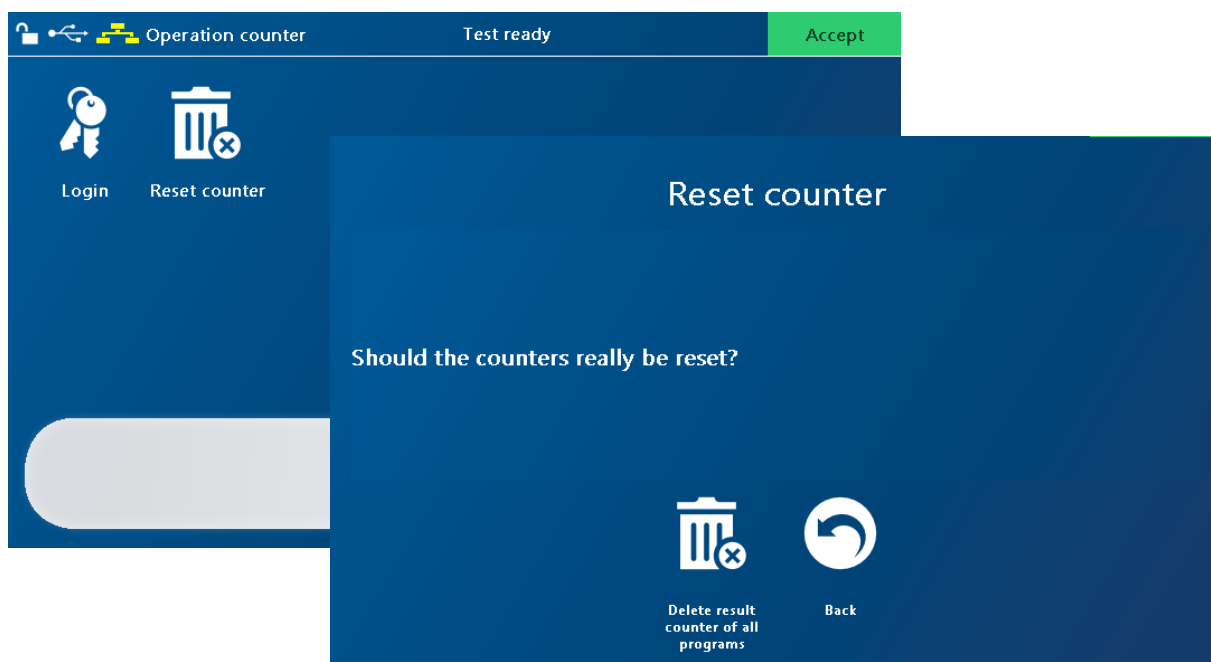 Operation counter
Test ready
Accept
Login
Reset counter
Reset counter
Should the counters really be reset?
Delete result
counter of all
programs
Back